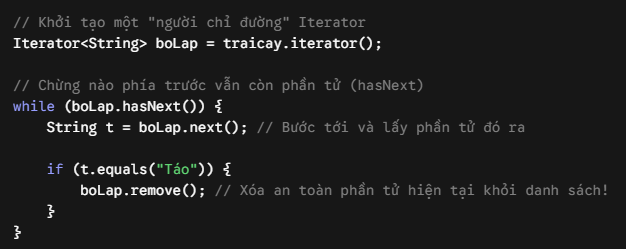 // Khởi tạo một "người chỉ đường" Iterator
Iterator<String> boLap = traicay.iterator();

// Chừng nào phía trước vẫn còn phần tử (hasNext)
while (boLap.hasNext()) {
    String t = boLap.next(); // Bước tới và lấy phần tử đó ra

    if (t.equals("Táo")) {
        boLap.remove(); // Xóa an toàn phần tử hiện tại khỏi danh sách!
    }
}